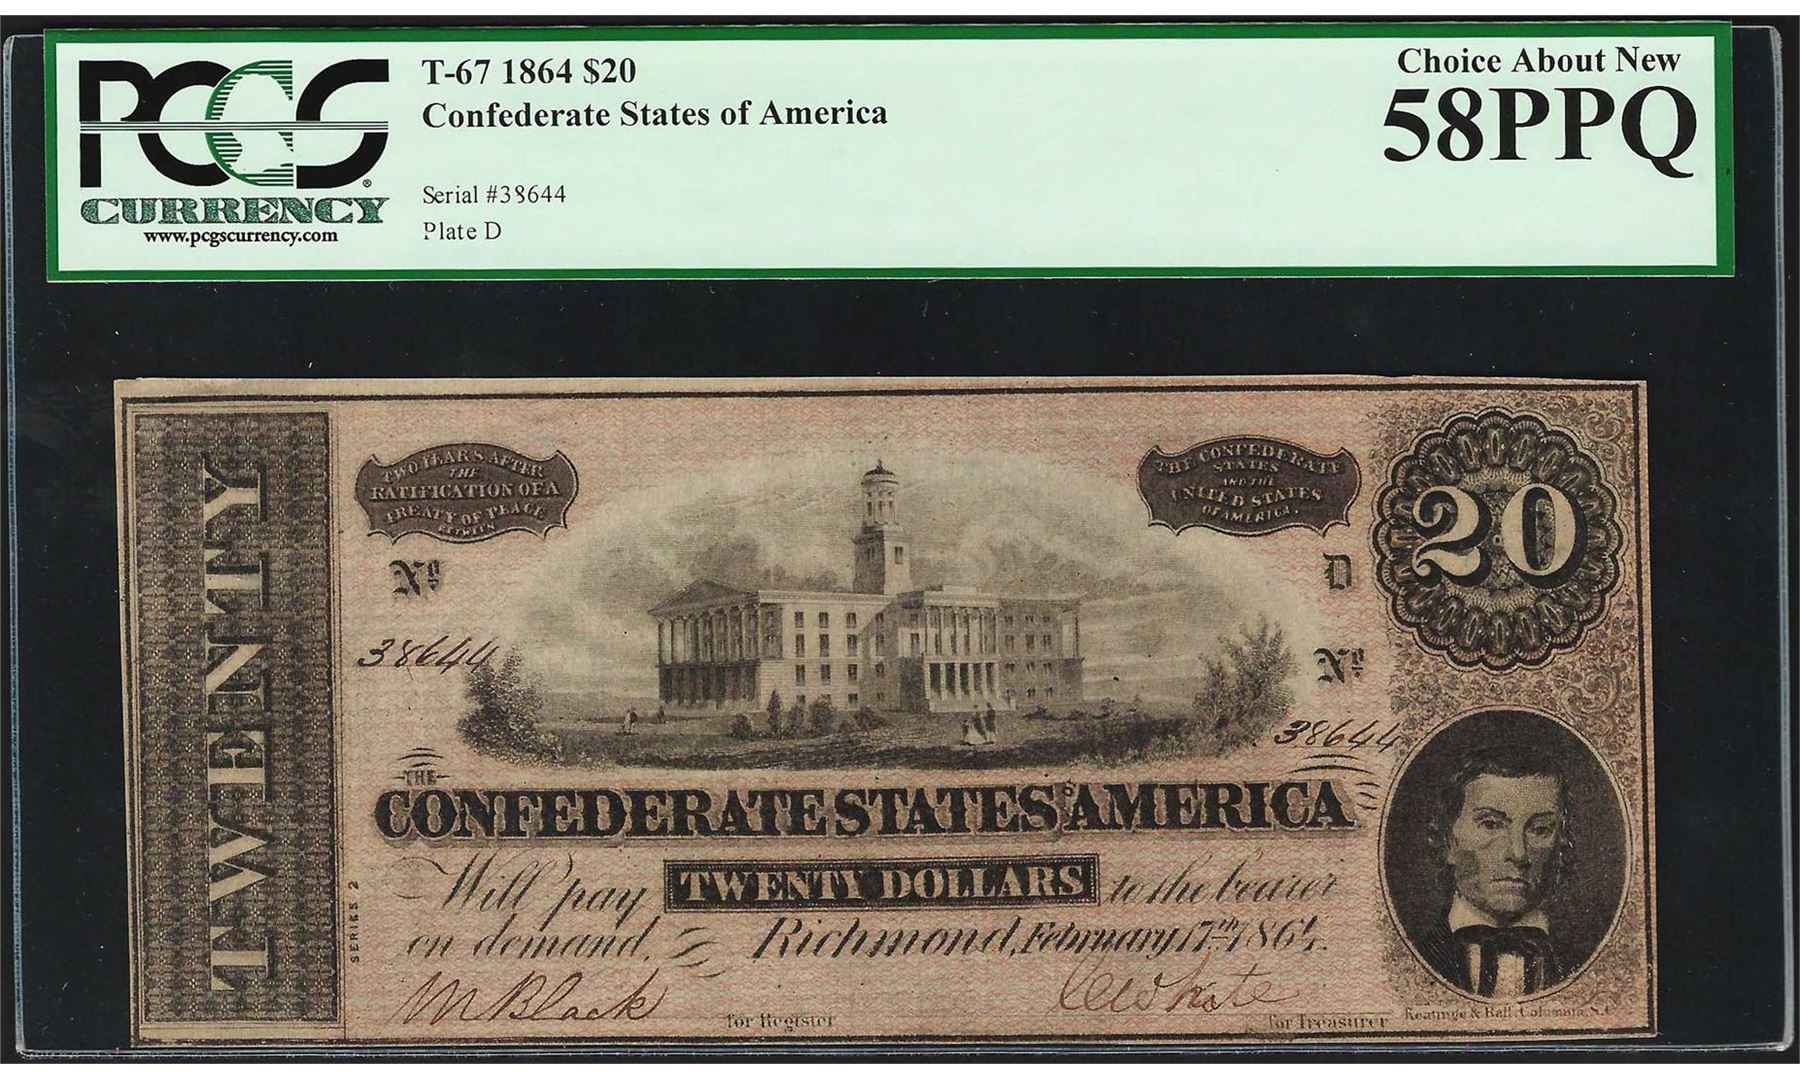 PCGS®
CURRENCY
www.pcgscurrency.com
T-67 1864 $20
Confederate States of America
Serial #38644
Plate D
Choice About New
58PPQ
TWENTY
TWO YEARS AFTER
THE
RATIFICATION OF A
TREATY OF PEACE
BETWEEN
THE CONFEDERATE
STATES
AND THE
UNITED STATES
OF AMERICA.
20
Nº
D
38644
Nº
38644
THE
CONFEDERATE STATES OF AMERICA
Will pay TWENTY DOLLARS to the bearer
on demand. Richmond, February 17th 1864.
SERIES 2
M Black
for Register
White
for Treasurer
Keatinge & Ball, Columbia, S.C.